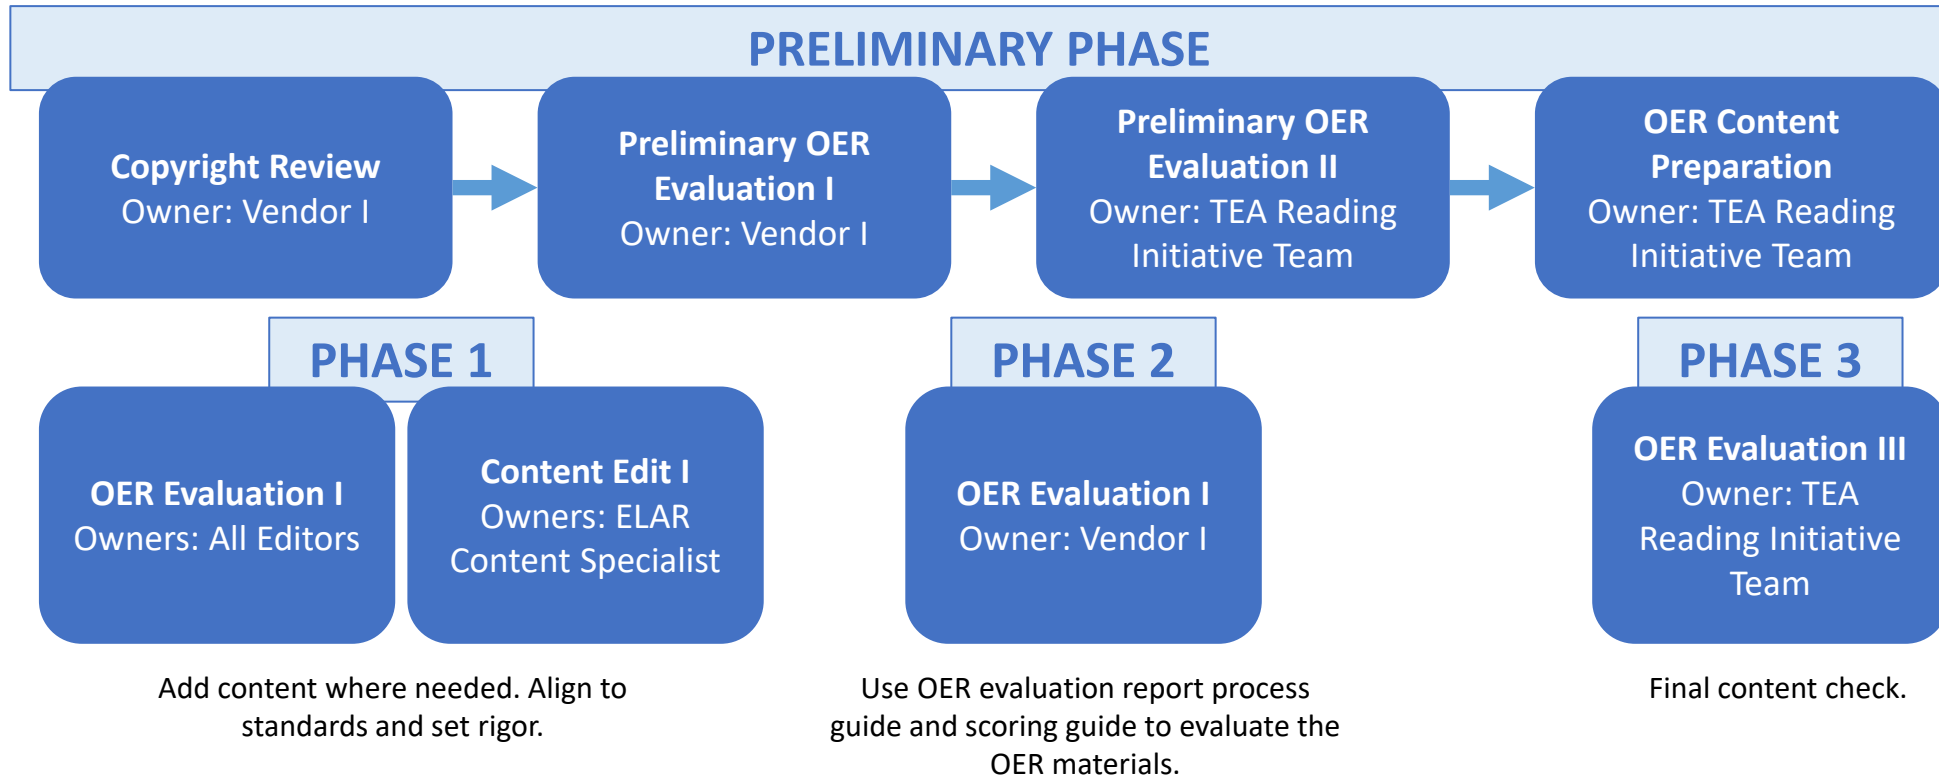 PRELIMINARY PHASE
Copyright Review
Owner: Vendor I
Preliminary OER
Evaluation I
Owner: Vendor I
Preliminary OER
Evaluation II
Owner: TEA Reading
Initiative Team
OER Content
Preparation
Owner: TEA Reading
Initiative Team
PHASE 1
OER Evaluation I
Owners: All Editors
Content Edit I
Owners: ELAR
Content Specialist
Add content where needed. Align to
standards and set rigor.
PHASE 2
OER Evaluation I
Owner: Vendor I
Use OER evaluation report process
guide and scoring guide to evaluate the
OER materials.
PHASE 3
OER Evaluation III
Owner: TEA
Reading Initiative
Team
Final content check.